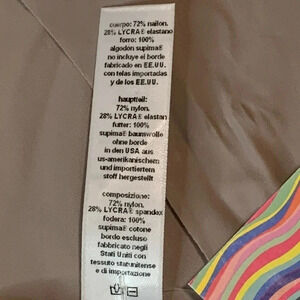 cuerpo: 72% nailon.
28% LYCRA® elastano
forro: 100%
algodón supima®
no incluye el borde
fabricado en EE.UU.
con telas importadas
y de los EE.UU.
hauptteil:
72% nylon.
28% LYCRA® elastan
futter: 100%
supima® baumwolle
ohne borde
in den USA aus
us-amerikanischem
und importiertem
stoff hergestellt
composizione:
72% nylon.
28% LYCRA® spandex
fodera: 100%
supima® cotone
bordo escluso
fabbricato negli
Stati Uniti con
tessuto statunitense
e di importazione